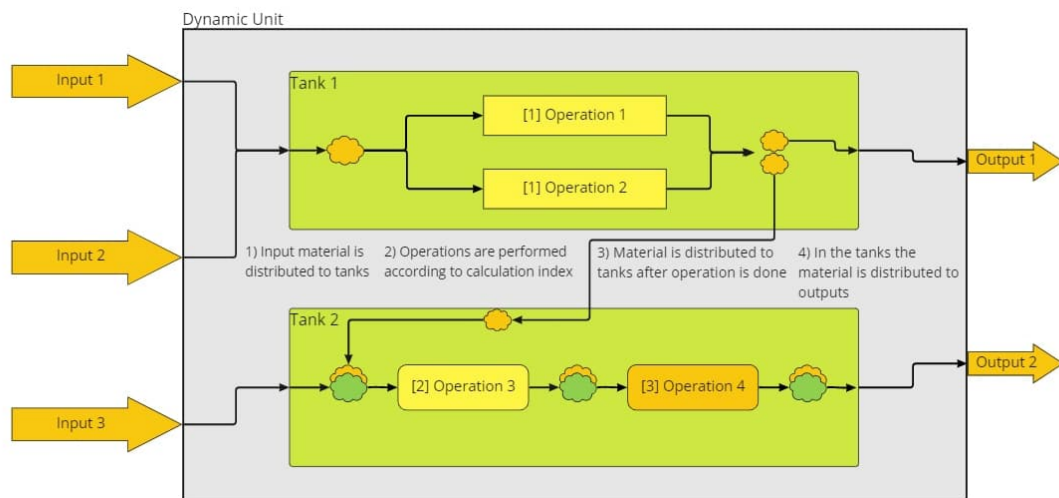 Dynamic Unit
Input 1
Tank 1
[1] Operation 1
Output 1
[1] Operation 2
Input 2
1) Input material is
distributed to tanks
2) Operations are performed
according to calculation index
3) Material is distributed to
tanks after operation is done
4) In the tanks the
material is distributed to
outputs
Tank 2
[2] Operation 3
[3] Operation 4
Output 2
Input 3